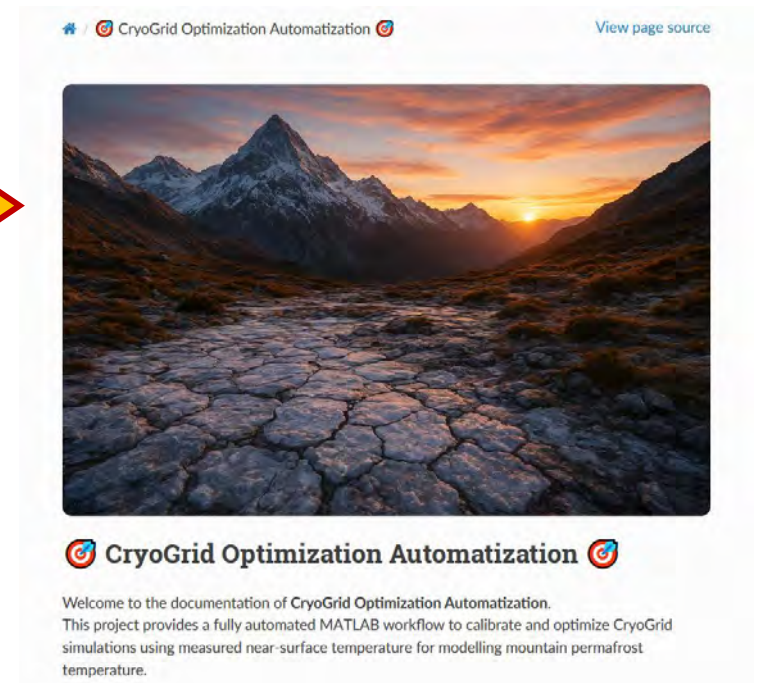 / 🎯 CryoGrid Optimization Automatization 🎯 View page source
🎯 CryoGrid Optimization Automatization 🎯
Welcome to the documentation of CryoGrid Optimization Automatization.
This project provides a fully automated MATLAB workflow to calibrate and optimize CryoGrid
simulations using measured near-surface temperature for modelling mountain permafrost
temperature.